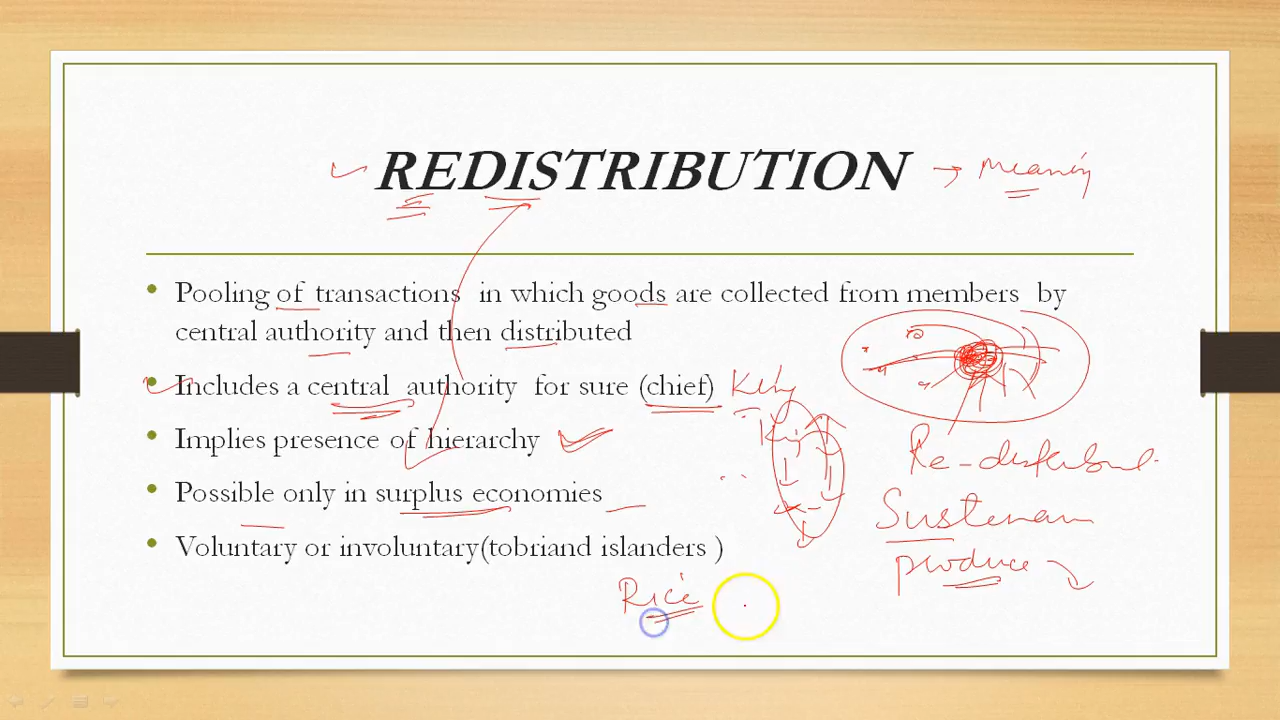 REDISTRIBUTION → Meaning
• Pooling of transactions in which goods are collected from members by
central authority and then distributed
• Includes a central authority for sure (chief) King
• Implies presence of hierarchy King
Re-
• Possible only in surplus economies
• Voluntary or involuntary(tobriand islanders )
produce
Rice